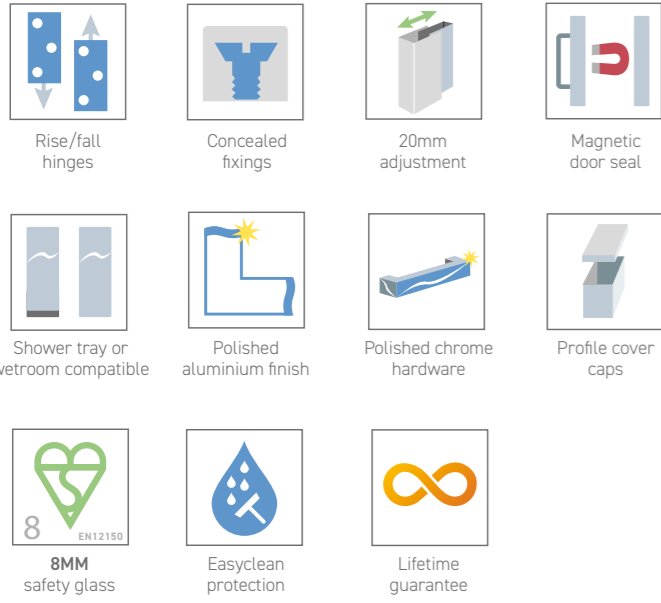 Rise/fall
hinges
Concealed
fixings
20mm
adjustment
Magnetic
door seal
Shower tray or
wetroom compatible
Polished
aluminium finish
Polished chrome
hardware
Profile cover
caps
8
EN12150
8MM
safety glass
Easyclean
protection
Lifetime
guarantee